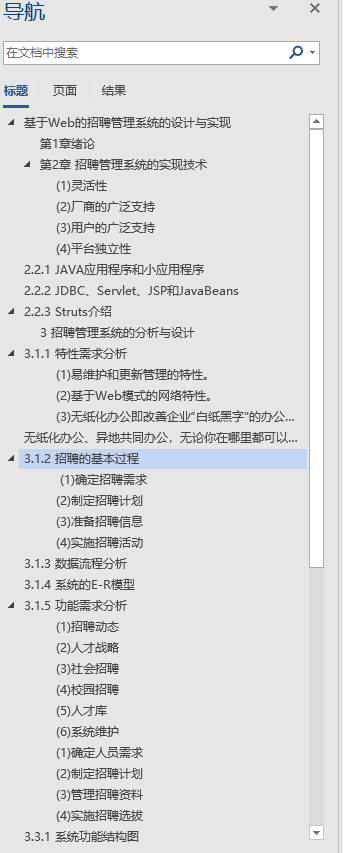 导航
在文档中搜索
标题 页面 结果
基于Web的招聘管理系统的设计与实现
第1章绪论
第2章 招聘管理系统的实现技术
(1)灵活性
(2)厂商的广泛支持
(3)用户的广泛支持
(4)平台独立性
2.2.1 JAVA应用程序和小应用程序
2.2.2 JDBC、Servlet、JSP和JavaBeans
2.2.3 Struts介绍
3 招聘管理系统的分析与设计
3.1.1 特性需求分析
(1)易维护和更新管理的特性。
(2)基于Web模式的网络特性。
(3)无纸化办公即改善企业“白纸黑字”的办公...
无纸化办公、异地共同办公，无论你在哪里都可以...
3.1.2 招聘的基本过程
(1)确定招聘需求
(2)制定招聘计划
(3)准备招聘信息
(4)实施招聘活动
3.1.3 数据流程分析
3.1.4 系统的E-R模型
3.1.5 功能需求分析
(1)招聘动态
(2)人才战略
(3)社会招聘
(4)校园招聘
(5)人才库
(6)系统维护
(1)确定人员需求
(2)制定招聘计划
(3)管理招聘资料
(4)实施招聘选拔
3.3.1 系统功能结构图